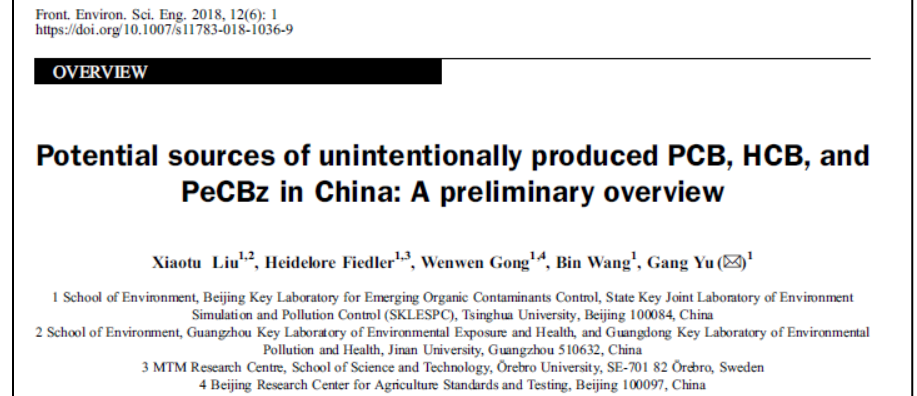 Front. Environ. Sci. Eng. 2018, 12(6): 1
https://doi.org/10.1007/s11783-018-1036-9
OVERVIEW
Potential sources of unintentionally produced PCB, HCB, and
PeCBz in China: A preliminary overview
Xiaotu Liu1,2, Heidelore Fiedler1,3, Wenwen Gong1,4, Bin Wang1, Gang Yu (✉)1
1 School of Environment, Beijing Key Laboratory for Emerging Organic Contaminants Control, State Key Joint Laboratory of Environment
Simulation and Pollution Control (SKLESPC), Tsinghua University, Beijing 100084, China
2 School of Environment, Guangzhou Key Laboratory of Environmental Exposure and Health, and Guangdong Key Laboratory of Environmental
Pollution and Health, Jinan University, Guangzhou 510632, China
3 MTM Research Centre, School of Science and Technology, Örebro University, SE-701 82 Örebro, Sweden
4 Beijing Research Center for Agriculture Standards and Testing, Beijing 100097, China